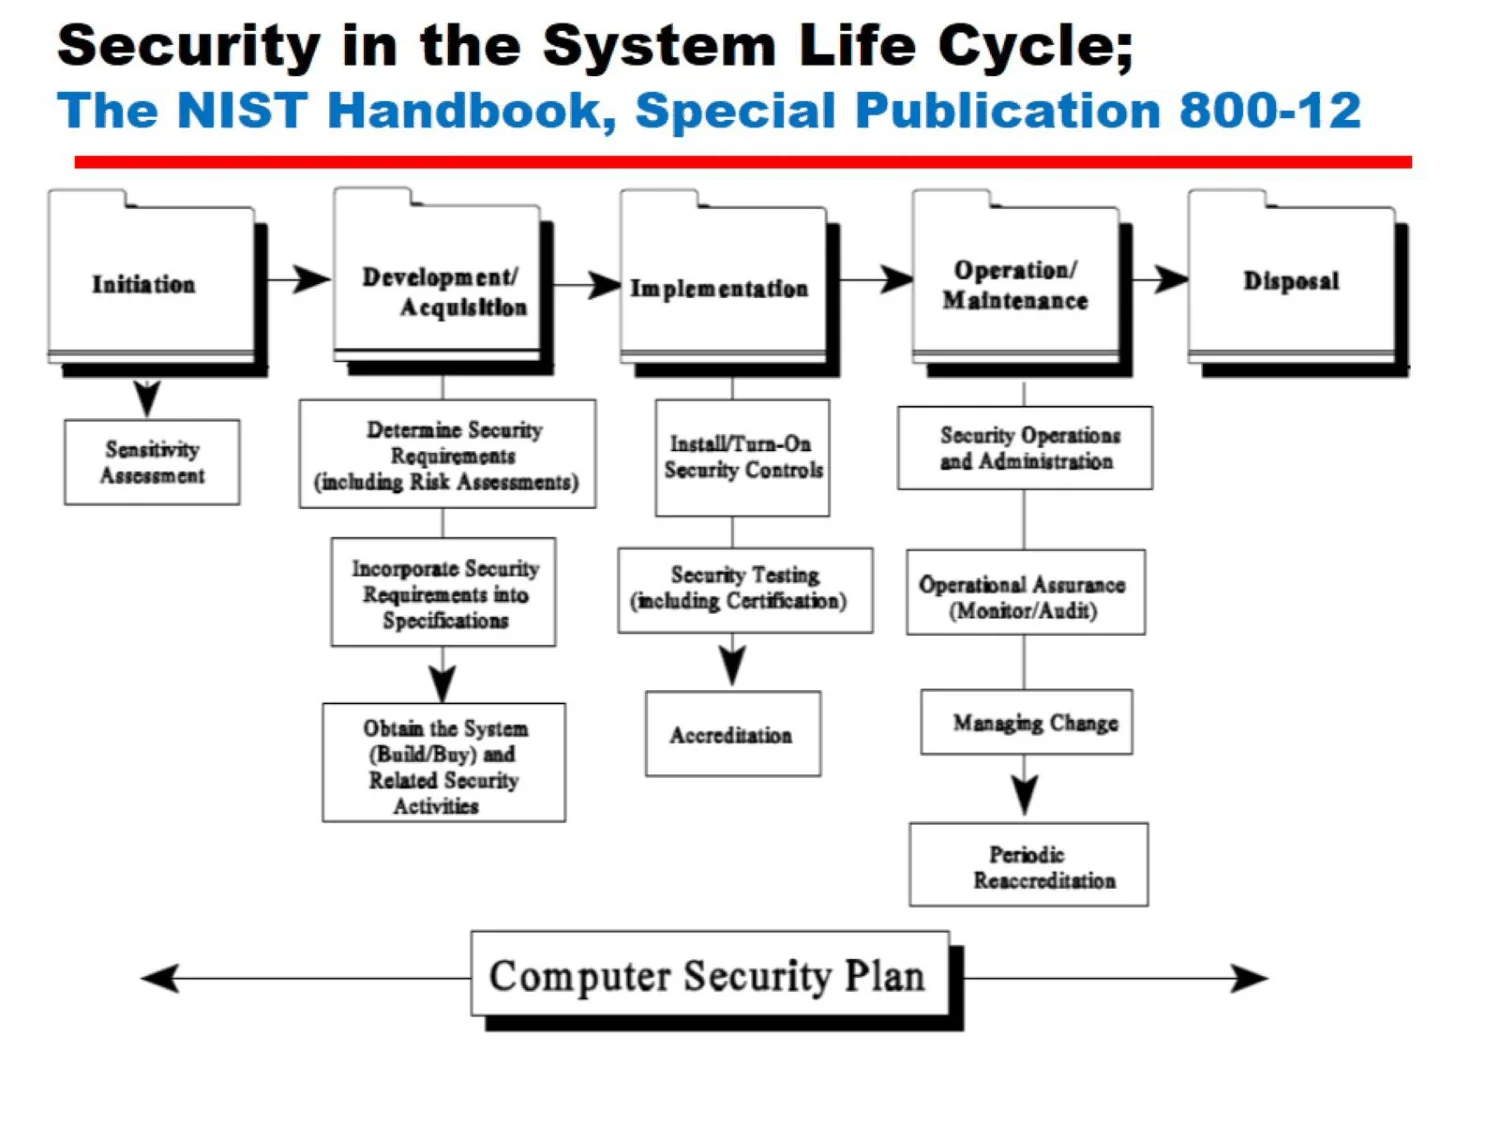 Security in the System Life Cycle;
The NIST Handbook, Special Publication 800-12
Initiation
Development/
Acquisition
Implementation
Operation/
Maintenance
Disposal
Sensitivity
Assessment
Determine Security
Requirements
(including Risk Assessments)
Incorporate Security
Requirements into
Specifications
Obtain the System
(Build/Buy) and
Related Security
Activities
Install/Turn-On
Security Controls
Security Testing
(including Certification)
Accreditation
Security Operations
and Administration
Operational Assurance
(Monitor/Audit)
Managing Change
Periodic
Reaccreditation
Computer Security Plan